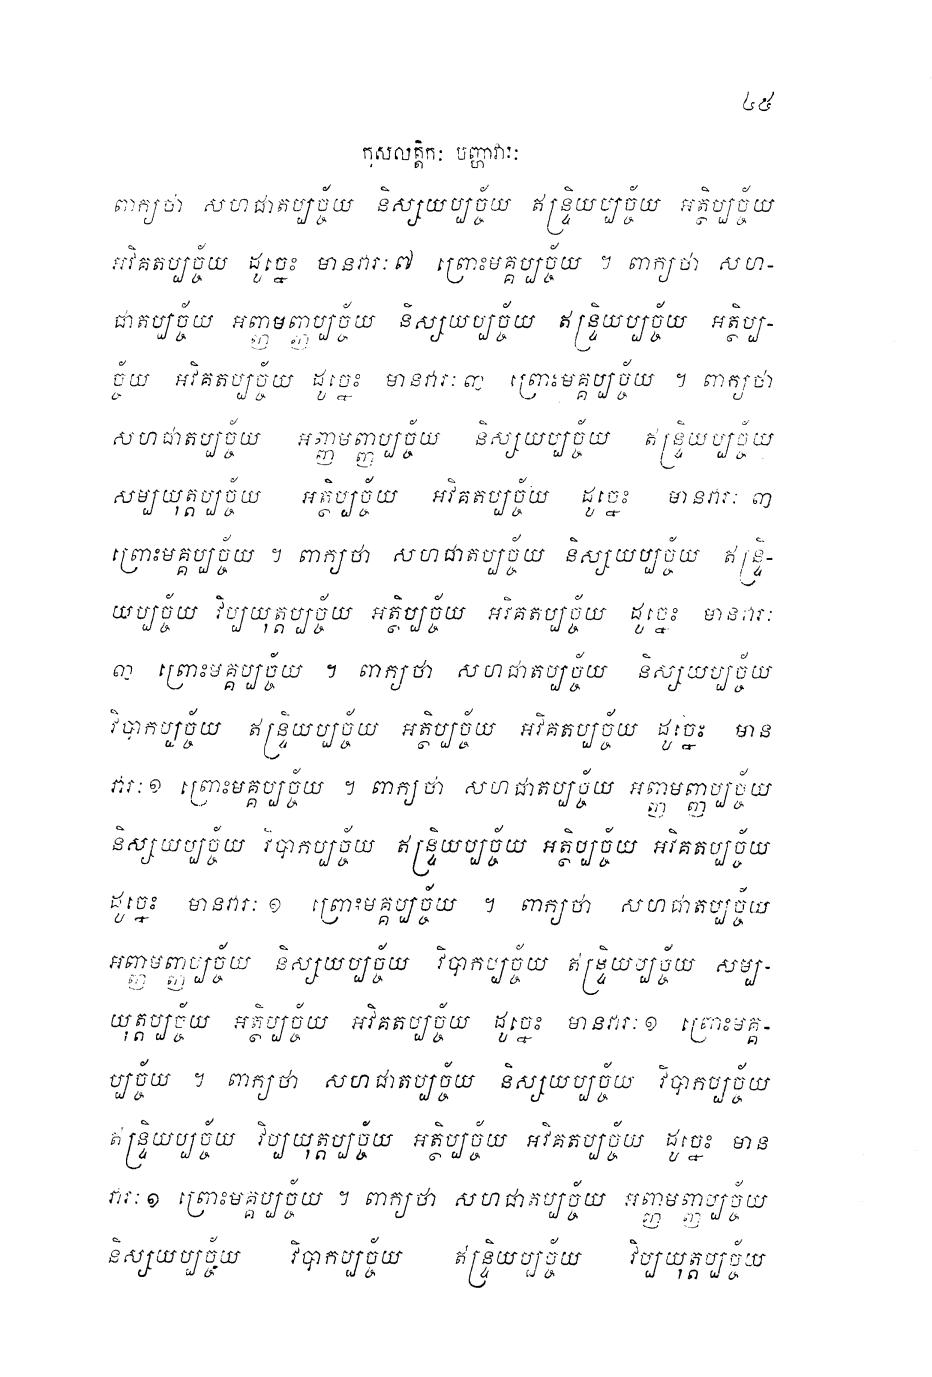 ៤៥
កុសលត្តិកៈ បញ្ហាវារៈ
ពាក្យថា សហជាតប្បច្ច័យ និស្សយប្បច្ច័យ ឥន្ទ្រិយប្បច្ច័យ អត្ថិប្បច្ច័យ
អវិគតប្បច្ច័យ ដូច្នេះ មានវារៈ៧ ព្រោះមគ្គប្បច្ច័យ ។ ពាក្យថា សហ-
ជាតប្បច្ច័យ អញ្ញាមញ្ញាប្បច្ច័យ និស្សយប្បច្ច័យ ឥន្ទ្រិយប្បច្ច័យ អត្ថិប្ប-
ច្ច័យ អវិគតប្បច្ច័យ ដូច្នេះ មានវារៈ៣ ព្រោះមគ្គប្បច្ច័យ ។ ពាក្យថា
សហជាតប្បច្ច័យ អញ្ញាមញ្ញាប្បច្ច័យ និស្សយប្បច្ច័យ ឥន្ទ្រិយប្បច្ច័យ
សម្បយុត្តប្បច្ច័យ អត្ថិប្បច្ច័យ អវិគតប្បច្ច័យ ដូច្នេះ មានវារៈ ៣
ព្រោះមគ្គប្បច្ច័យ ។ ពាក្យថា សហជាតប្បច្ច័យ និស្សយប្បច្ច័យ ឥន្ទ្រិ-
យប្បច្ច័យ វិប្បយុត្តប្បច្ច័យ អត្ថិប្បច្ច័យ អវិគតប្បច្ច័យ ដូច្នេះ មានវារៈ
៣ ព្រោះមគ្គប្បច្ច័យ ។ ពាក្យថា សហជាតប្បច្ច័យ និស្សយប្បច្ច័យ
វិបាកប្បច្ច័យ ឥន្ទ្រិយប្បច្ច័យ អត្ថិប្បច្ច័យ អវិគតប្បច្ច័យ ដូច្នេះ មាន
វារៈ១ ព្រោះមគ្គប្បច្ច័យ ។ ពាក្យថា សហជាតប្បច្ច័យ អញ្ញាមញ្ញាប្បច្ច័យ
និស្សយប្បច្ច័យ វិបាកប្បច្ច័យ ឥន្ទ្រិយប្បច្ច័យ អត្ថិប្បច្ច័យ អវិគតប្បច្ច័យ
ដូច្នេះ មានវារៈ ១ ព្រោះមគ្គប្បច្ច័យ ។ ពាក្យថា សហជាតប្បច្ច័យ
អញ្ញាមញ្ញាប្បច្ច័យ និស្សយប្បច្ច័យ វិបាកប្បច្ច័យ ឥន្ទ្រិយប្បច្ច័យ សម្ប-
យុត្តប្បច្ច័យ អត្ថិប្បច្ច័យ អវិគតប្បច្ច័យ ដូច្នេះ មានវារៈ១ ព្រោះមគ្គ-
ប្បច្ច័យ ។ ពាក្យថា សហជាតប្បច្ច័យ និស្សយប្បច្ច័យ វិបាកប្បច្ច័យ
ឥន្ទ្រិយប្បច្ច័យ វិប្បយុត្តប្បច្ច័យ អត្ថិប្បច្ច័យ អវិគតប្បច្ច័យ ដូច្នេះ មាន
វារៈ១ ព្រោះមគ្គប្បច្ច័យ ។ ពាក្យថា សហជាតប្បច្ច័យ អញ្ញាមញ្ញាប្បច្ច័យ
និស្សយប្បច្ច័យ វិបាកប្បច្ច័យ ឥន្ទ្រិយប្បច្ច័យ វិប្បយុត្តប្បច្ច័យ